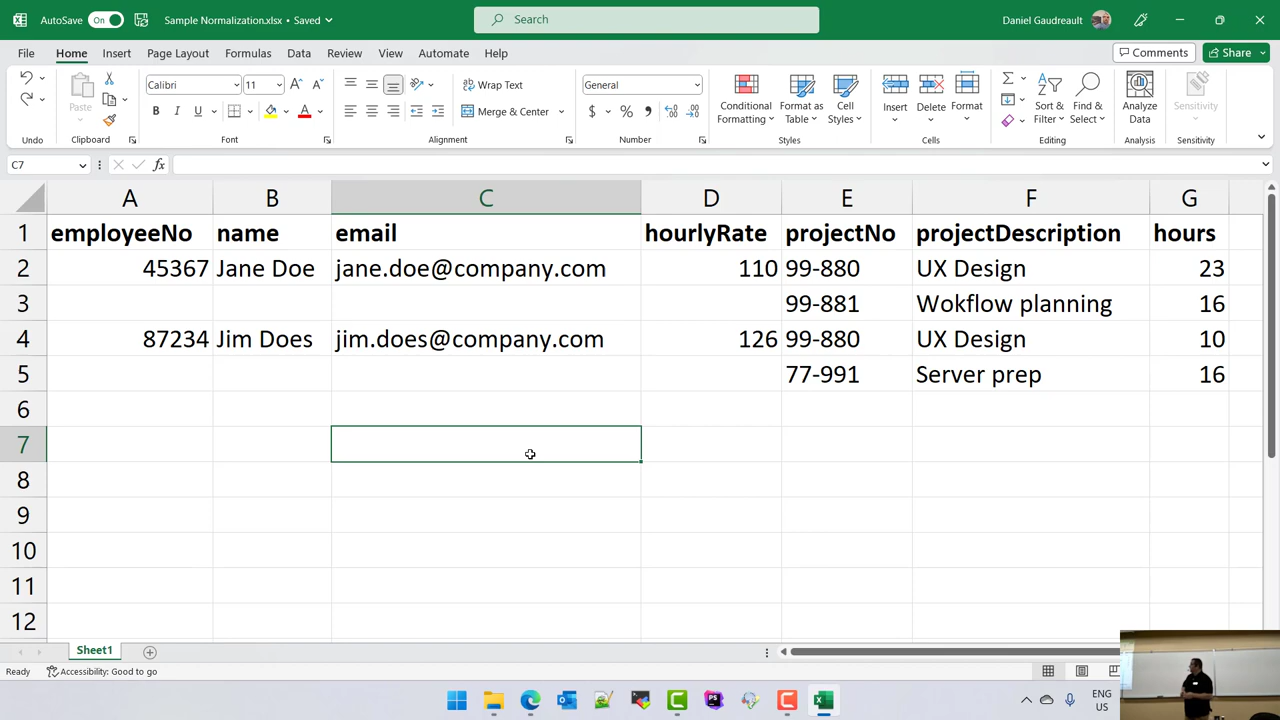 AutoSave On Sample Normalization.xlsx • Saved Search Daniel Gaudreault
File Home Insert Page Layout Formulas Data Review View Automate Help Comments Share
Calibri 11 Wrap Text General
Paste B I U Merge & Center $ % Conditional Formatting Format as Table Cell Styles Insert Delete Format Sort & Filter Find & Select Analyze Data Sensitivity
Undo Clipboard Font Alignment Number Styles Cells Editing Analysis Sensitivity
C7 fx
A B C D E F G
1 employeeNo name email hourlyRate projectNo projectDescription hours
2 45367 Jane Doe jane.doe@company.com 110 99-880 UX Design 23
3 99-881 Wokflow planning 16
4 87234 Jim Does jim.does@company.com 126 99-880 UX Design 10
5 77-991 Server prep 16
6
7
8
9
10
11
12
Sheet1
Ready Accessibility: Good to go
ENG
US